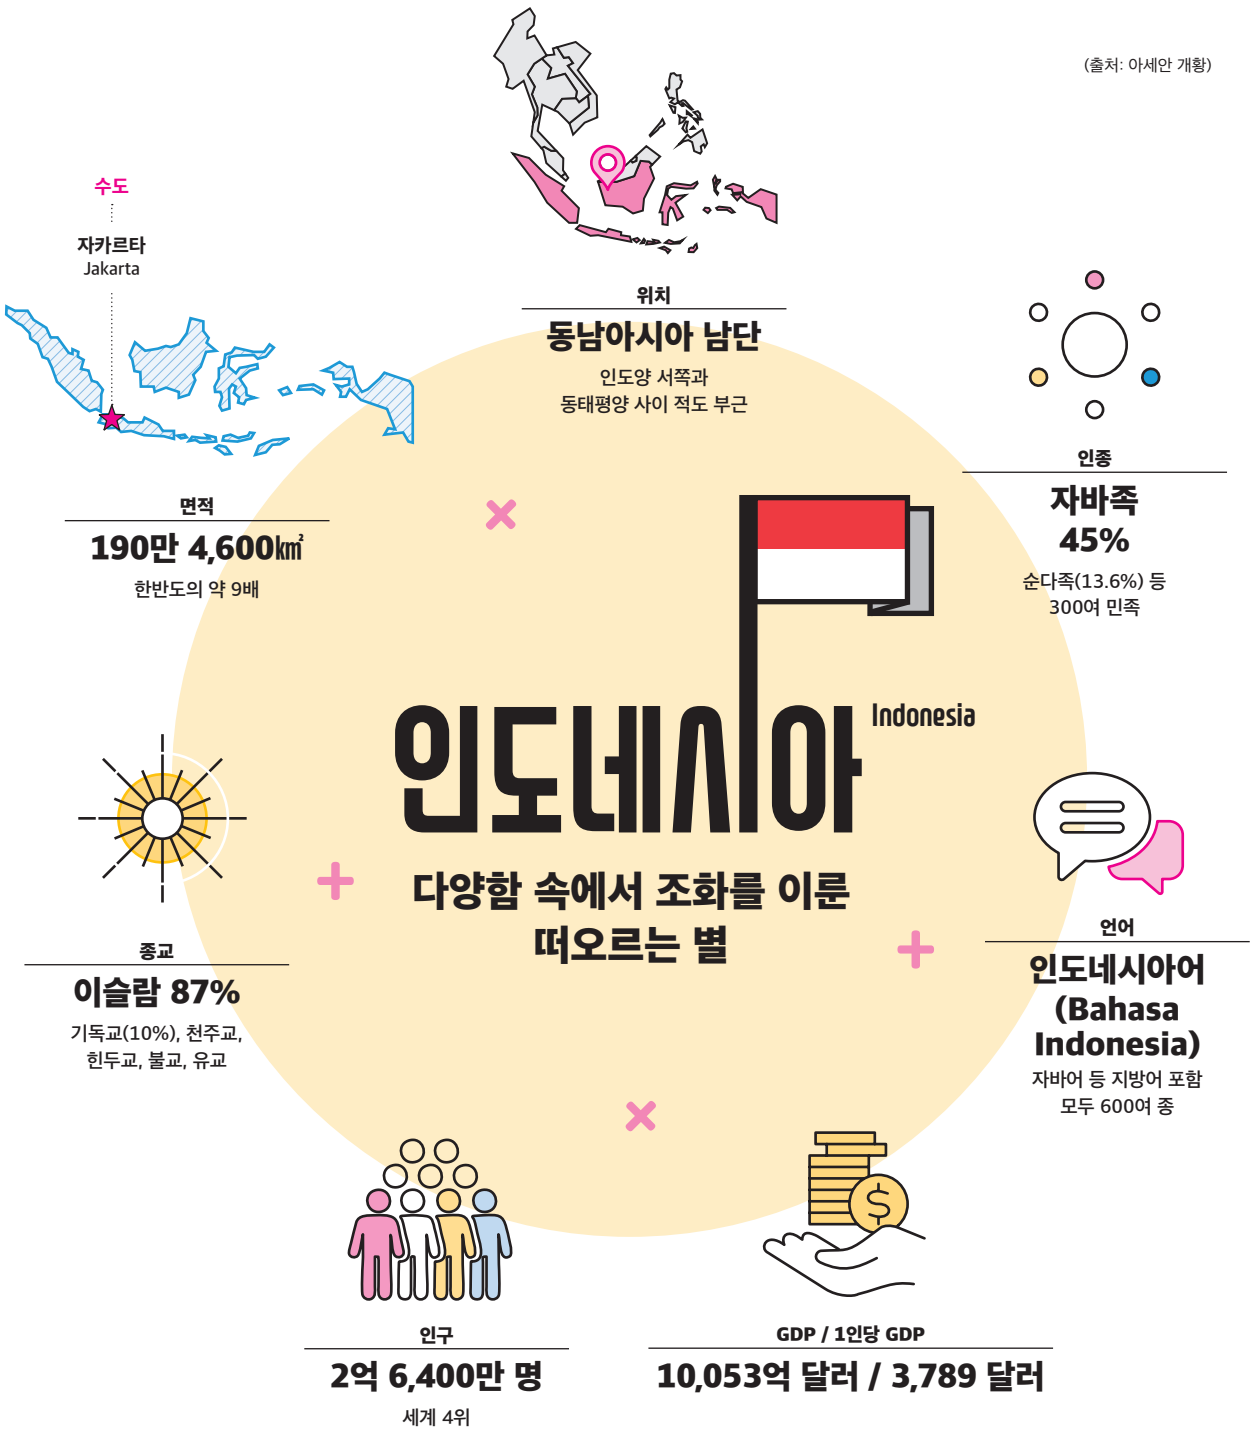 (출처: 아세안 개황)
수도
자카르타
Jakarta
위치
동남아시아 남단
인도양 서쪽과
동태평양 사이 적도 부근
인종
자바족
45%
순다족(13.6%) 등
300여 민족
면적
190만 4,600㎢
한반도의 약 9배
인도네시아
Indonesia
다양함 속에서 조화를 이룬
떠오르는 별
종교
이슬람 87%
기독교(10%), 천주교,
힌두교, 불교, 유교
언어
인도네시아어
(Bahasa
Indonesia)
자바어 등 지방어 포함
모두 600여 종
인구
2억 6,400만 명
세계 4위
GDP / 1인당 GDP
10,053억 달러 / 3,789 달러